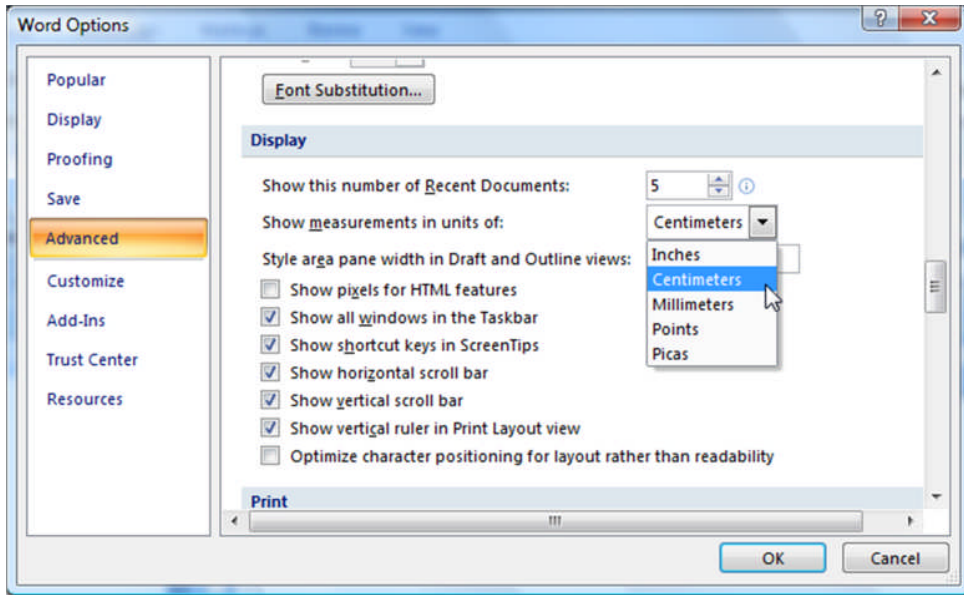 Word Options
Popular
Display
Proofing
Save
Advanced
Customize
Add-Ins
Trust Center
Resources
Font Substitution...
Display
Show this number of Recent Documents: 5
Show measurements in units of: Centimeters
Inches
Centimeters
Millimeters
Points
Picas
Style area pane width in Draft and Outline views:
Show pixels for HTML features
Show all windows in the Taskbar
Show shortcut keys in ScreenTips
Show horizontal scroll bar
Show vertical scroll bar
Show vertical ruler in Print Layout view
Optimize character positioning for layout rather than readability
Print
OK Cancel